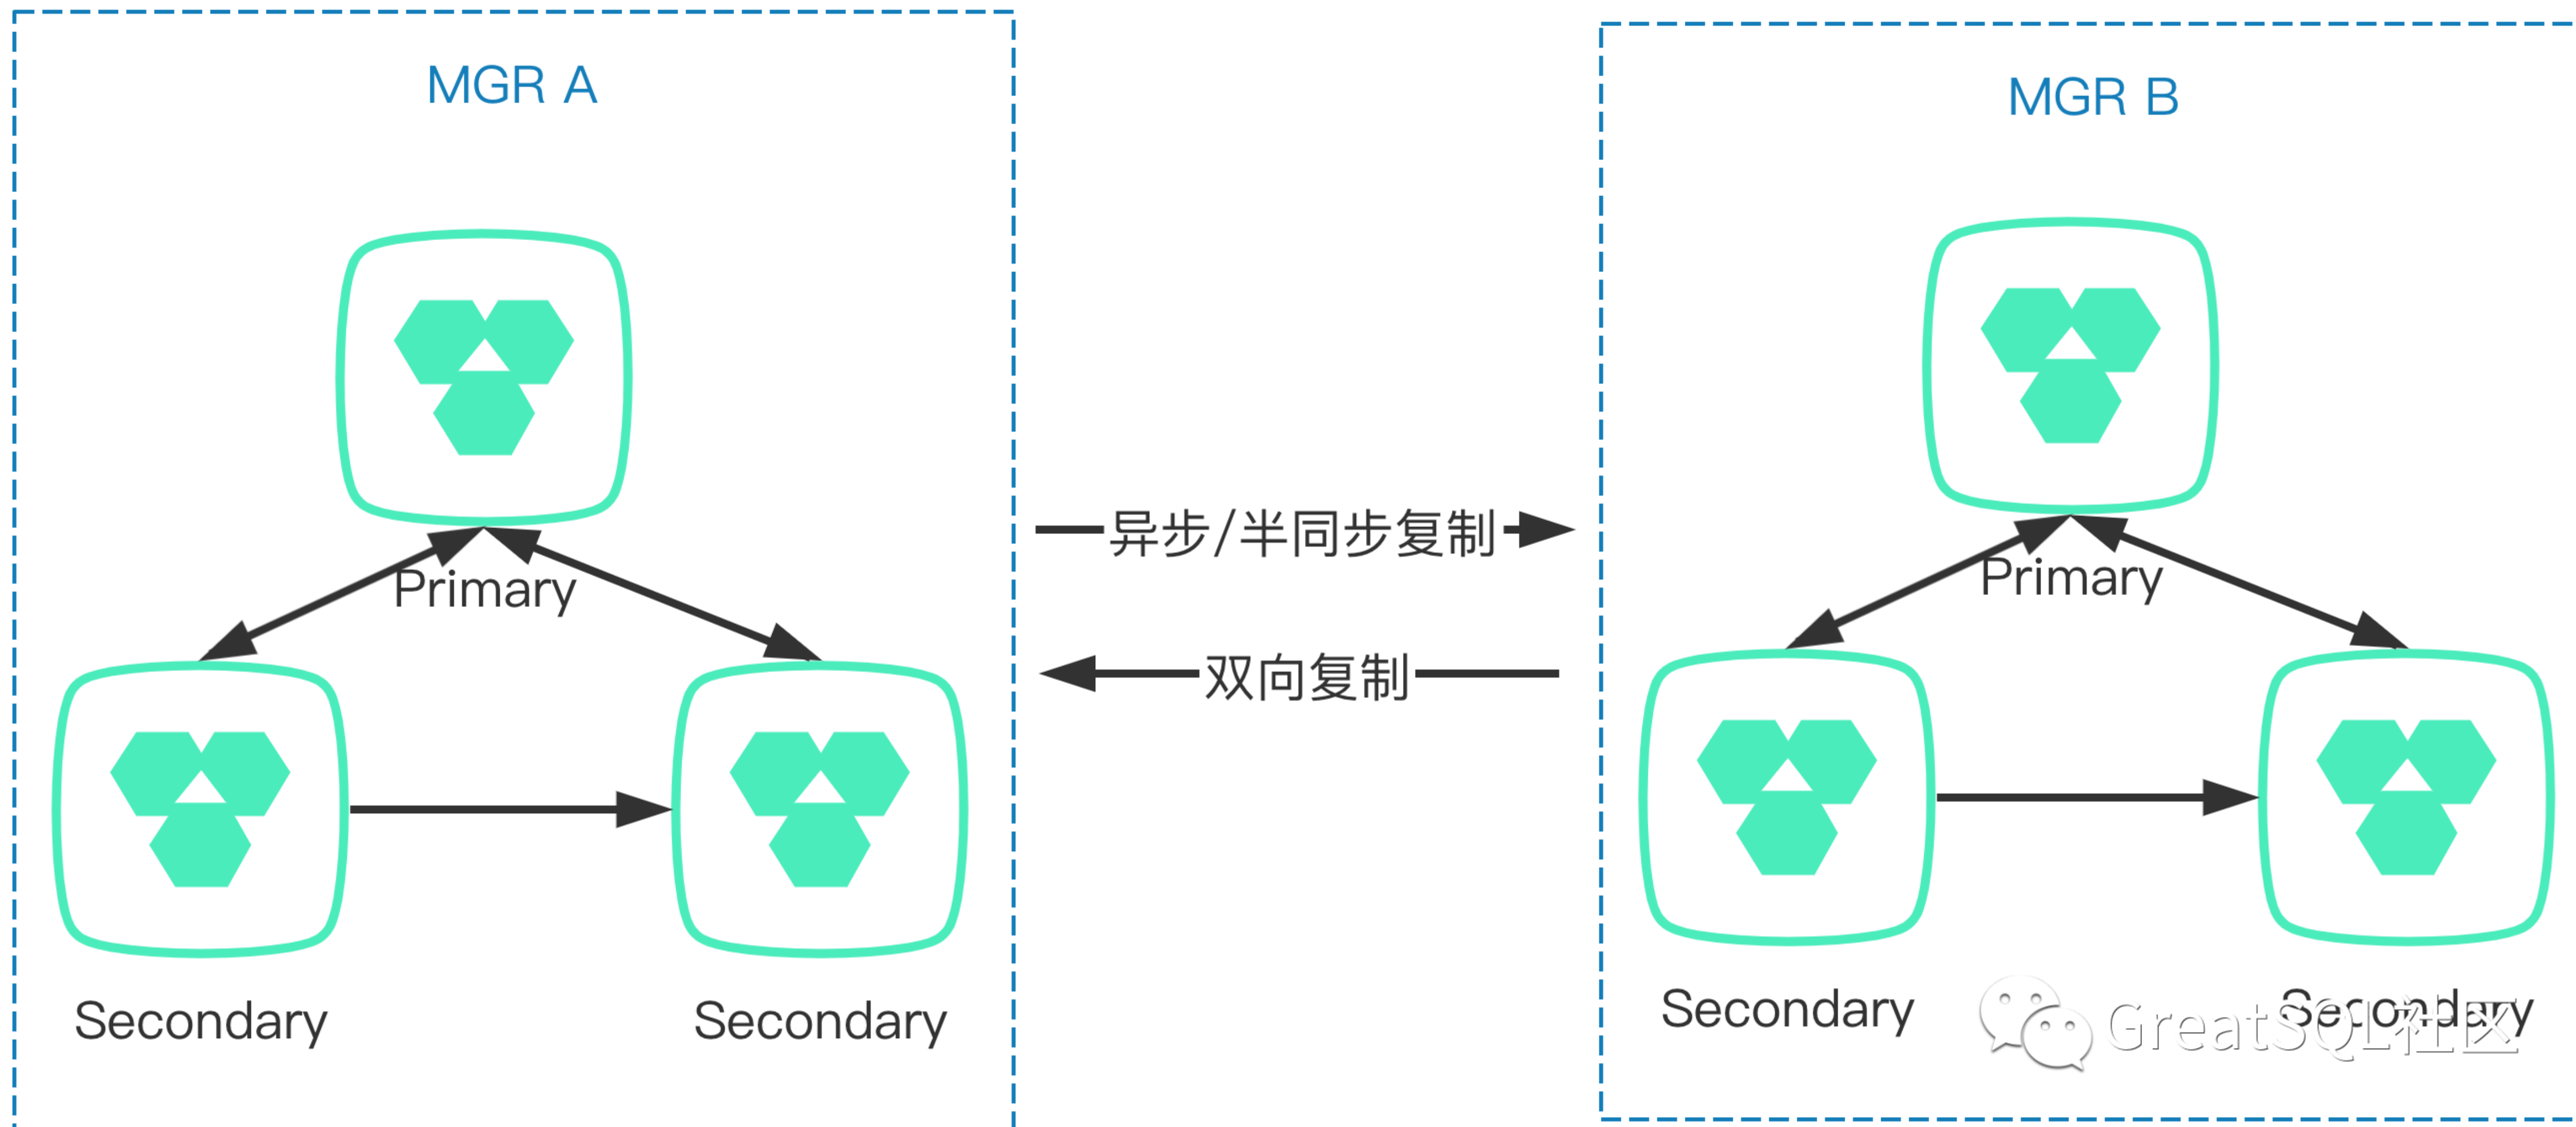 MGR A
MGR B
Primary
Primary
异步/半同步复制
双向复制
Secondary
Secondary
Secondary
Secondary
GreatSQL社区